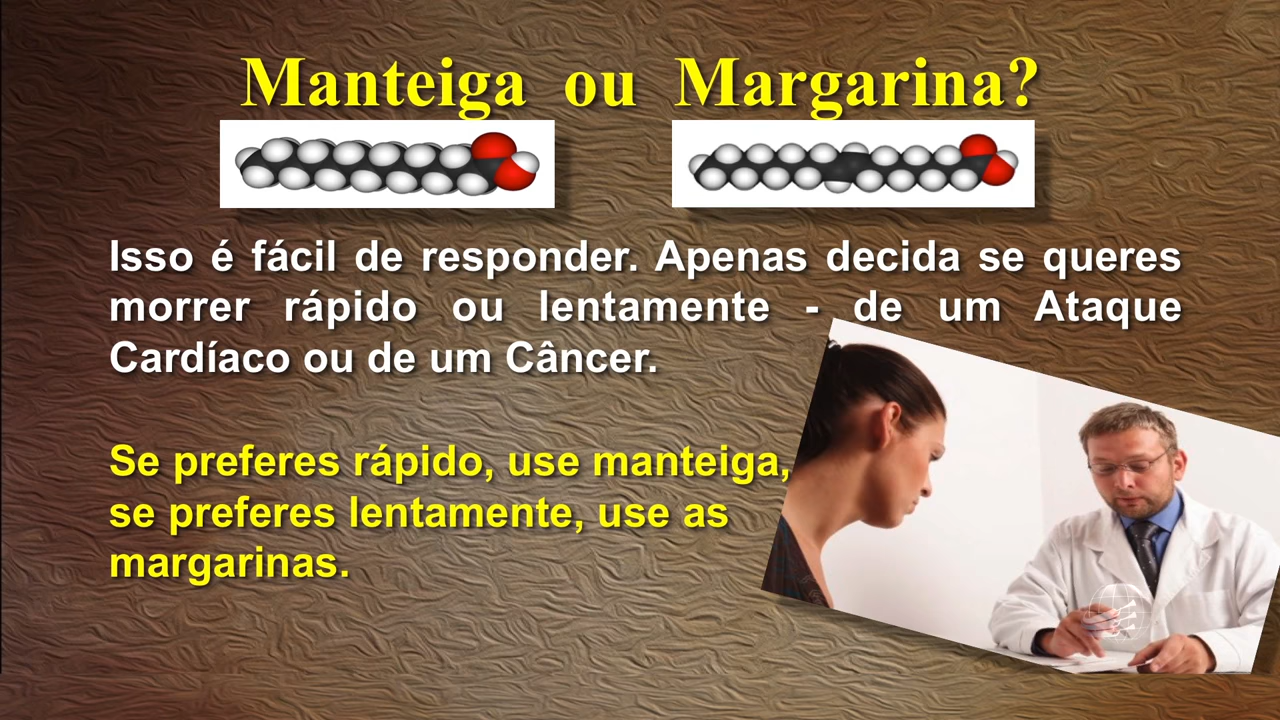 Manteiga ou Margarina?
Isso é fácil de responder. Apenas decida se queres
morrer rápido ou lentamente - de um Ataque
Cardíaco ou de um Câncer.
Se preferes rápido, use manteiga,
se preferes lentamente, use as
margarinas.